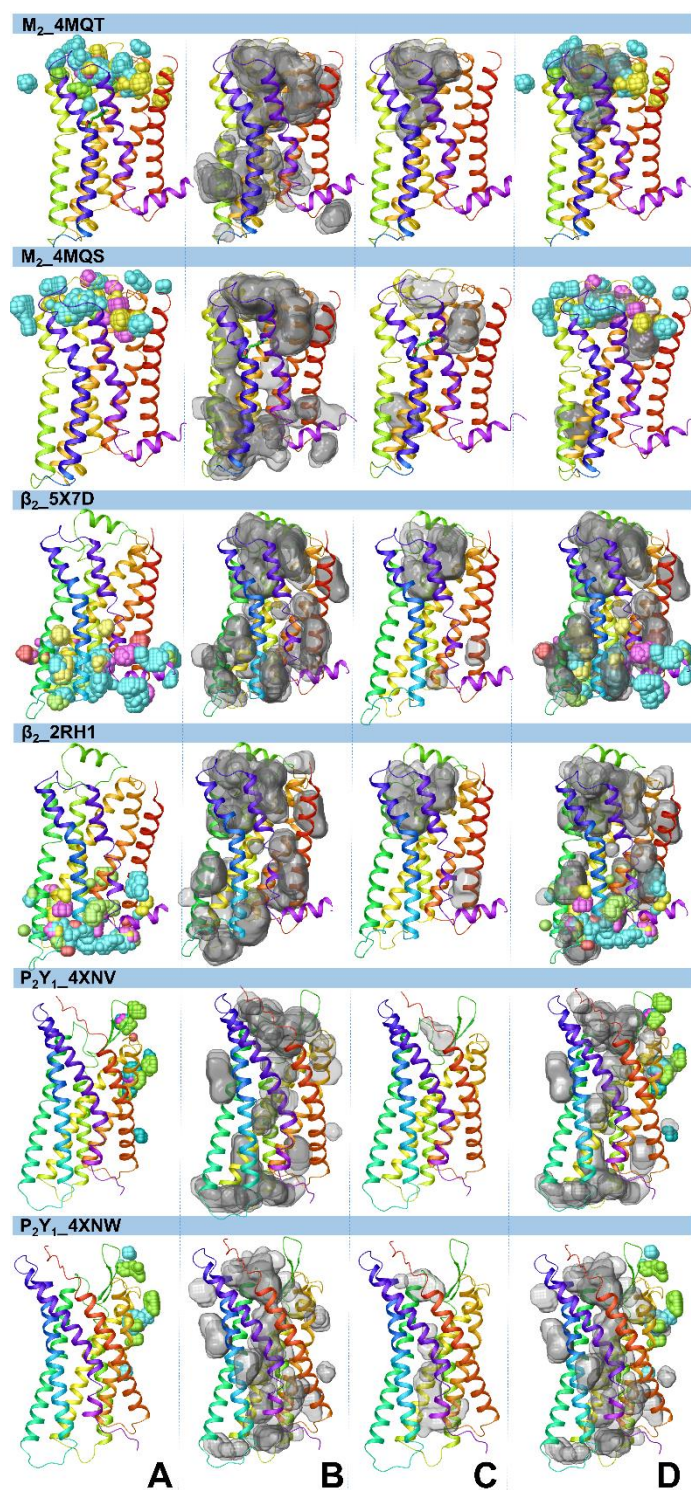 M₂_4MQT
M₂_4MQS
β₂_5X7D
β₂_2RH1
P₂Y₁_4XNV
P₂Y₁_4XNW
A B C D